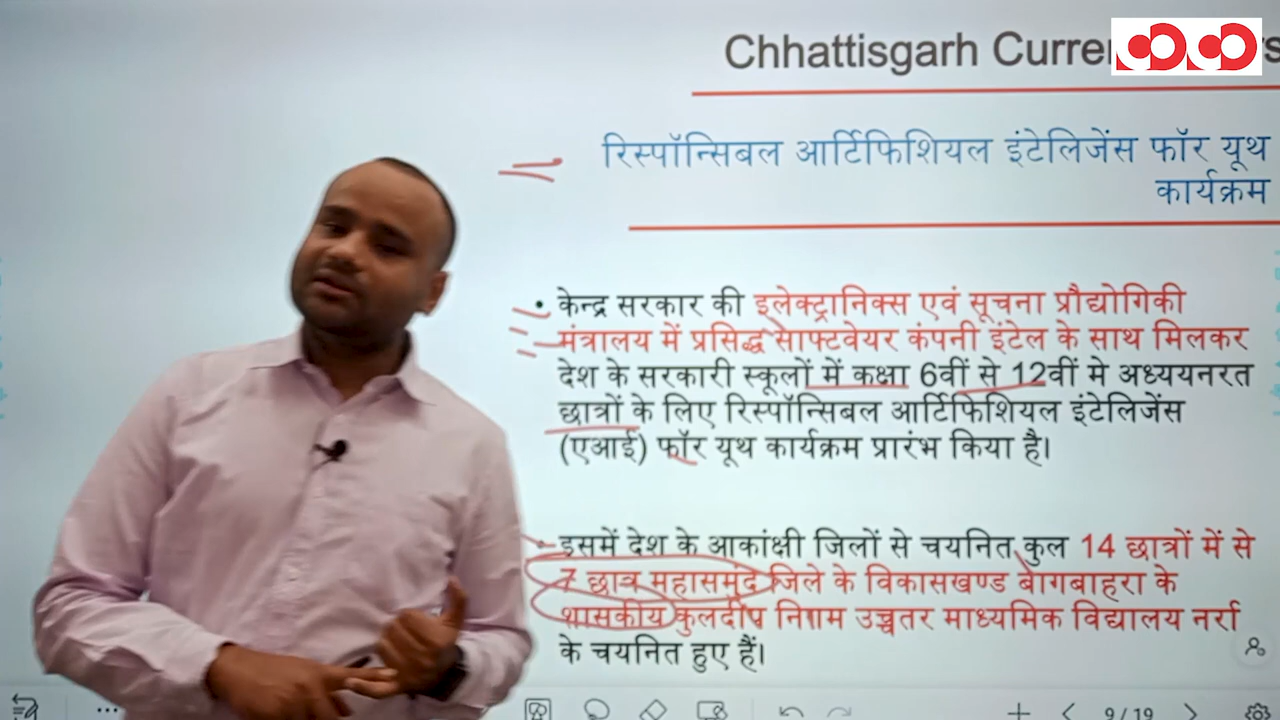 Chhattisgarh Curre
रिस्पॉन्सिबल आर्टिफिशियल इंटेलिजेंस फॉर यूथ
कार्यक्रम
• केन्द्र सरकार की इलेक्ट्रानिक्स एवं सूचना प्रौद्योगिकी
मंत्रालय में प्रसिद्ध साफ्टवेयर कंपनी इंटेल के साथ मिलकर
देश के सरकारी स्कूलों में कक्षा 6वीं से 12वीं मे अध्ययनरत
छात्रों के लिए रिस्पॉन्सिबल आर्टिफिशियल इंटेलिजेंस
(एआई) फॉर यूथ कार्यक्रम प्रारंभ किया है।
इसमें देश के आकांक्षी जिलों से चयनित कुल 14 छात्रों में से
7 छात्र महासमुंद जिले के विकासखण्ड बागबाहरा के
शासकीय कुलदीप निगम उच्चतर माध्यमिक विद्यालय नर्रा
के चयनित हुए हैं।
9/19